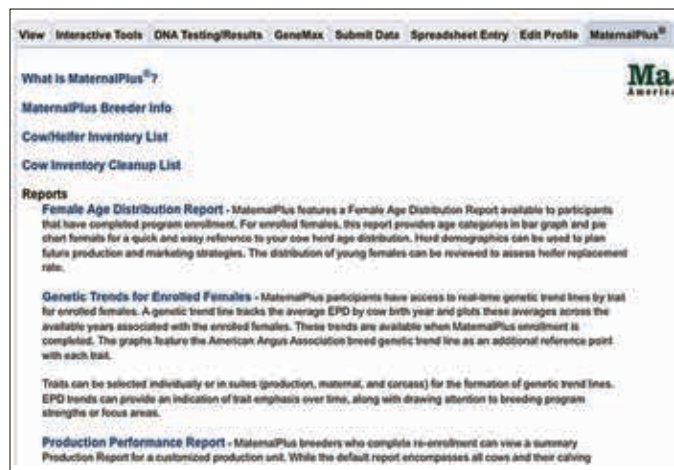 View Interactive Tools DNA Testing/Results GeneMax Submit Data Spreadsheet Entry Edit Profile MaternalPlus®
What is MaternalPlus®?
Ma
America
MaternalPlus Breeder Info
Cow/Heifer Inventory List
Cow Inventory Cleanup List
Reports
Female Age Distribution Report - MaternalPlus features a Female Age Distribution Report available to participants
that have completed program enrollment. For enrolled females, this report provides age categories in bar graph and pie
chart formats for a quick and easy reference to your cow herd age distribution. Herd demographics can be used to plan
future production and marketing strategies. The distribution of young females can be reviewed to assess heifer replacement
rate.
Genetic Trends for Enrolled Females - MaternalPlus participants have access to real-time genetic trend lines by trait
for enrolled females. A genetic trend line tracks the average EPD by cow birth year and plots these averages across the
available years associated with the enrolled females. These trends are available when MaternalPlus enrollment is
completed. The graphs feature the American Angus Association breed genetic trend line as an additional reference point
with each trait.
Traits can be selected individually or in suites (production, maternal, and carcass) for the formation of genetic trend lines.
EPD trends can provide an indication of trait emphasis over time, along with drawing attention to breeding program
strengths or focus areas.
Production Performance Report - MaternalPlus breeders who complete re-enrollment can view a summary
Production Report for a customized production unit. While the default report encompasses all cows and their calving